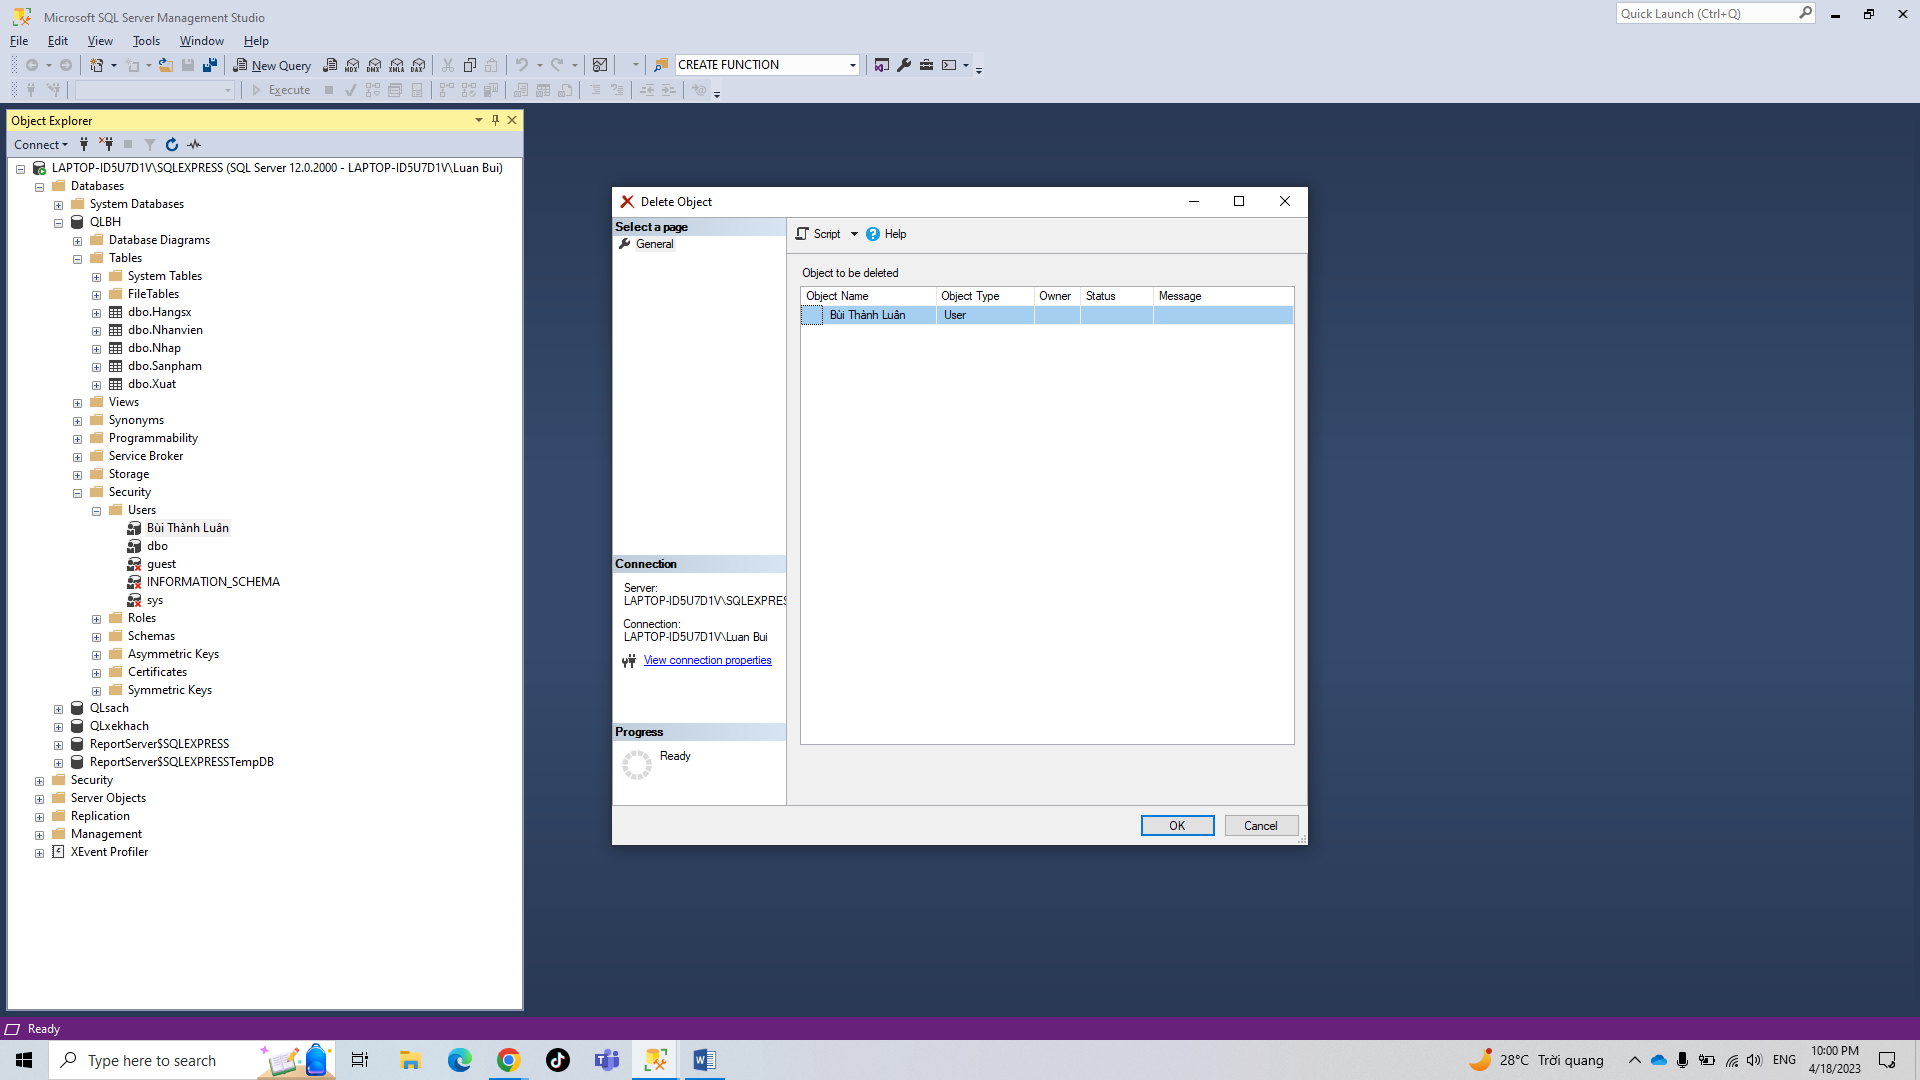 Microsoft SQL Server Management Studio
Quick Launch (Ctrl+Q)
File Edit View Tools Window Help
New Query
MDX DMX XMLA DAX
CREATE FUNCTION
Execute
Object Explorer
Connect
LAPTOP-ID5U7D1V\SQLEXPRESS (SQL Server 12.0.2000 - LAPTOP-ID5U7D1V\Luan Bui)
Databases
System Databases
QLBH
Database Diagrams
Tables
System Tables
FileTables
dbo.Hangsx
dbo.Nhanvien
dbo.Nhap
dbo.Sanpham
dbo.Xuat
Views
Synonyms
Programmability
Service Broker
Storage
Security
Users
Bùi Thành Luân
dbo
guest
INFORMATION_SCHEMA
sys
Roles
Schemas
Asymmetric Keys
Certificates
Symmetric Keys
QLsach
QLxekhach
ReportServer$SQLEXPRESS
ReportServer$SQLEXPRESSTempDB
Security
Server Objects
Replication
Management
XEvent Profiler
Delete Object
Select a page
General
Script Help
Object to be deleted
Object Name Object Type Owner Status Message
Bùi Thành Luân User
Connection
Server:
LAPTOP-ID5U7D1V\SQLEXPRES
Connection:
LAPTOP-ID5U7D1V\Luan Bui
View connection properties
Progress
Ready
OK Cancel
Ready
Type here to search
28°C Trời quang
ENG
10:00 PM
4/18/2023